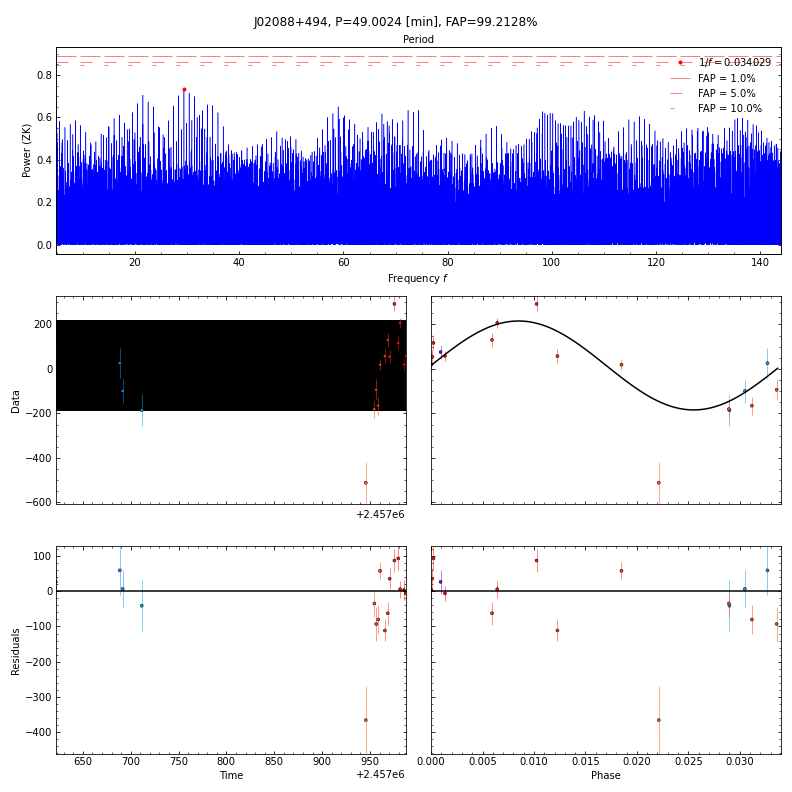 J02088+494, P=49.0024 [min], FAP=99.2128%
Period
Power (ZK)
0.8
0.6
0.4
0.2
0.0
1/f = 0.034029
FAP = 1.0%
FAP = 5.0%
FAP = 10.0%
20 40 60 80 100 120 140
Frequency f
Data
200
0
−200
−400
−600
+2.457e6
Residuals
100
0
−100
−200
−300
−400
650 700 750 800 850 900 950
Time
+2.457e6
0.000 0.005 0.010 0.015 0.020 0.025 0.030
Phase